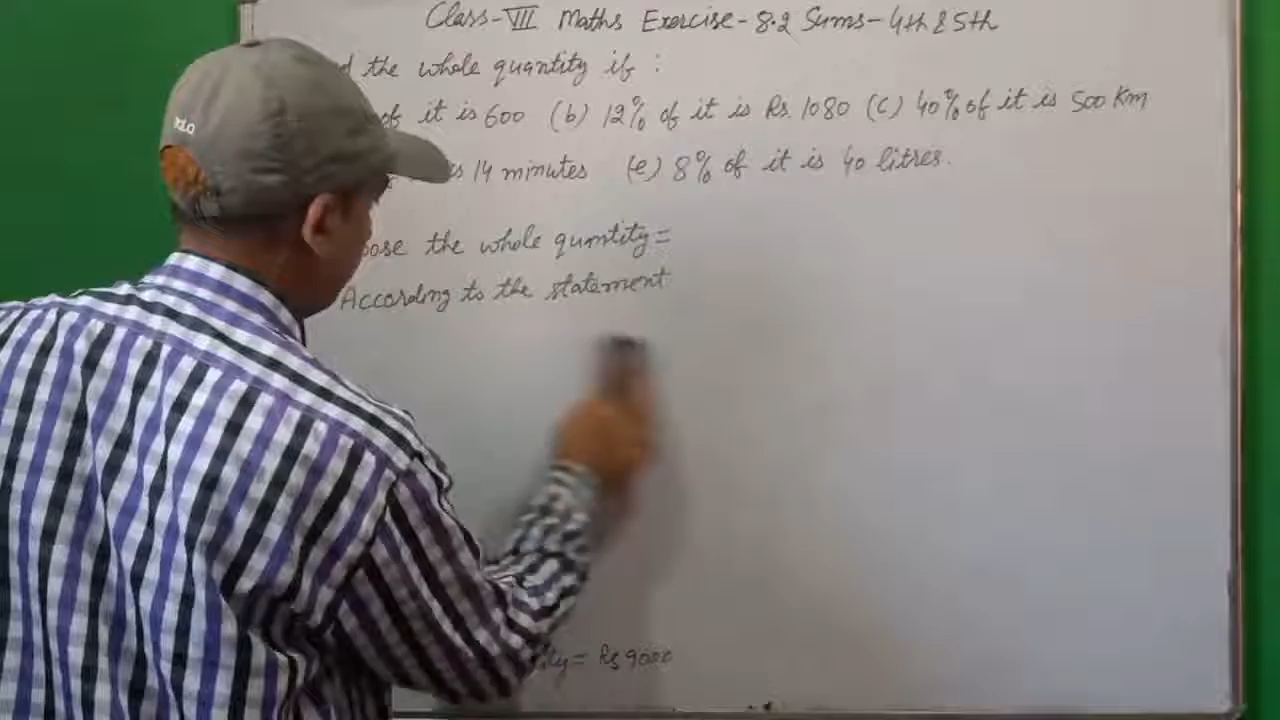 Class-VII Maths Exercise-8.2 Sums-4th & 5th
the whole quantity if :
of it is 600 (b) 12% of it is Rs. 1080 (c) 40% of it is 500 Km
14 minutes (e) 8% of it is 40 litres.
the whole quantity=
According to the statement
= Rs 9000
POLO